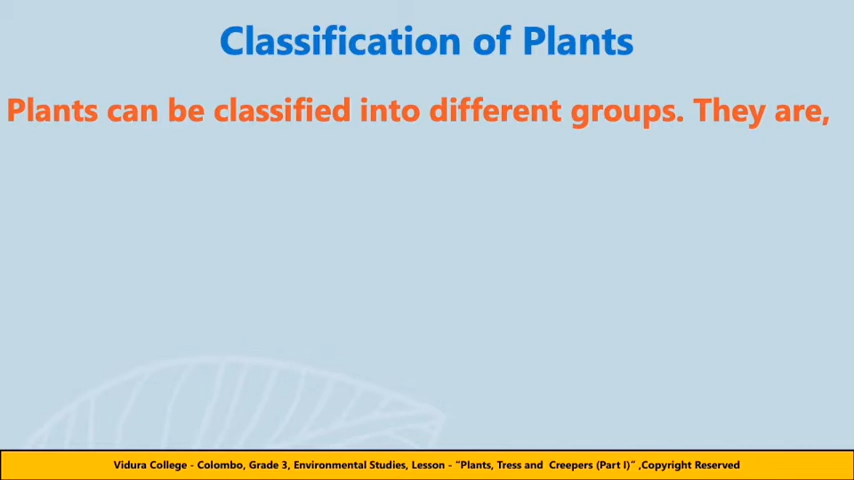 Classification of Plants
Plants can be classified into different groups. They are,
Vidura College - Colombo, Grade 3, Environmental Studies, Lesson - “Plants, Tress and  Creepers (Part I)” ,Copyright Reserved